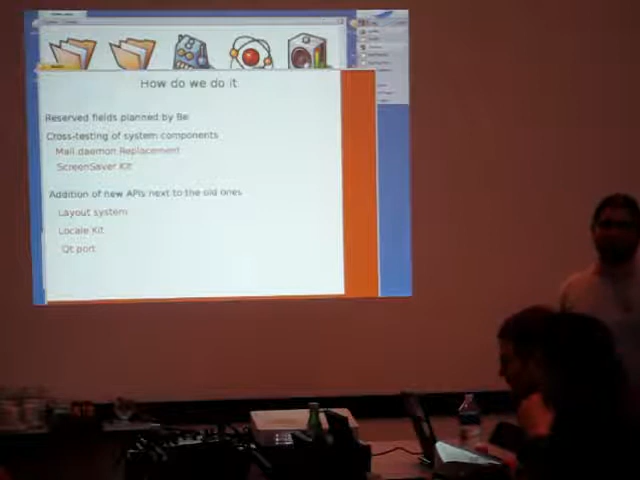 How do we do it
Reserved fields planned by Be
Cross-testing of system components
Mail daemon Replacement
ScreenSaver Kit
Addition of new APIs next to the old ones
Layout system
Locale Kit
Qt port